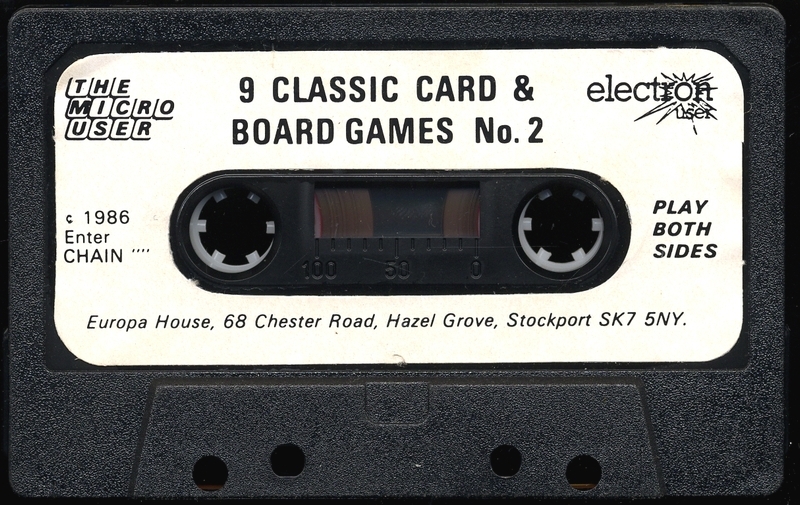 THE
MICRO
USER
9 CLASSIC CARD &
BOARD GAMES No. 2
electron
user
¢ 1986
Enter
CHAIN """"
PLAY
BOTH
SIDES
100 50 0
Europa House, 68 Chester Road, Hazel Grove, Stockport SK7 5NY.